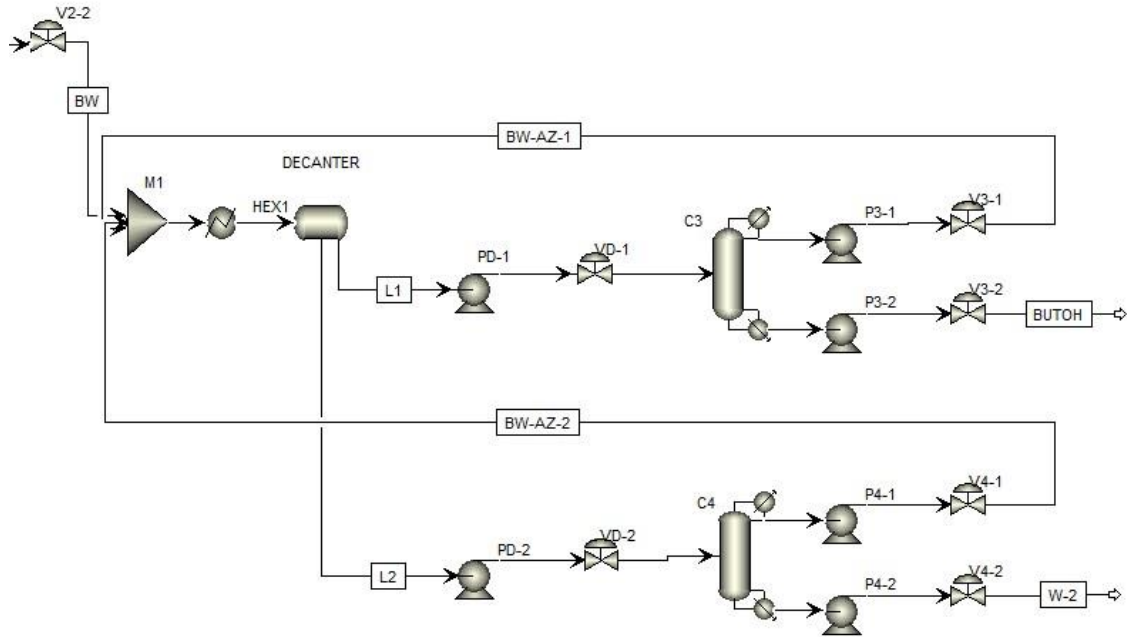 V2-2
BW
BW-AZ-1
DECANTER
M1
HEX1
C3
P3-1
V3-1
PD-1
VD-1
L1
P3-2
V3-2
BUTOH
BW-AZ-2
C4
P4-1
V4-1
PD-2
VD-2
L2
P4-2
V4-2
W-2